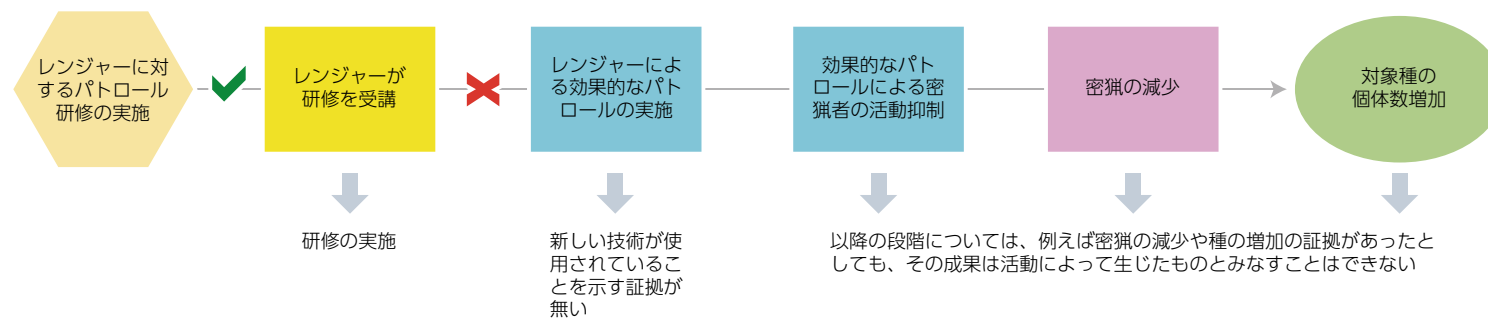 レンジャーに対
するパトロール
研修の実施
レンジャーが
研修を受講
レンジャーによ
る効果的なパト
ロールの実施
効果的なパト
ロールによる密
猟者の活動抑制
密猟の減少
対象種の
個体数増加
研修の実施
新しい技術が使
用されているこ
とを示す証拠が
無い
以降の段階については、例えば密猟の減少や種の増加の証拠があったと
しても、その成果は活動によって生じたものとみなすことはできない